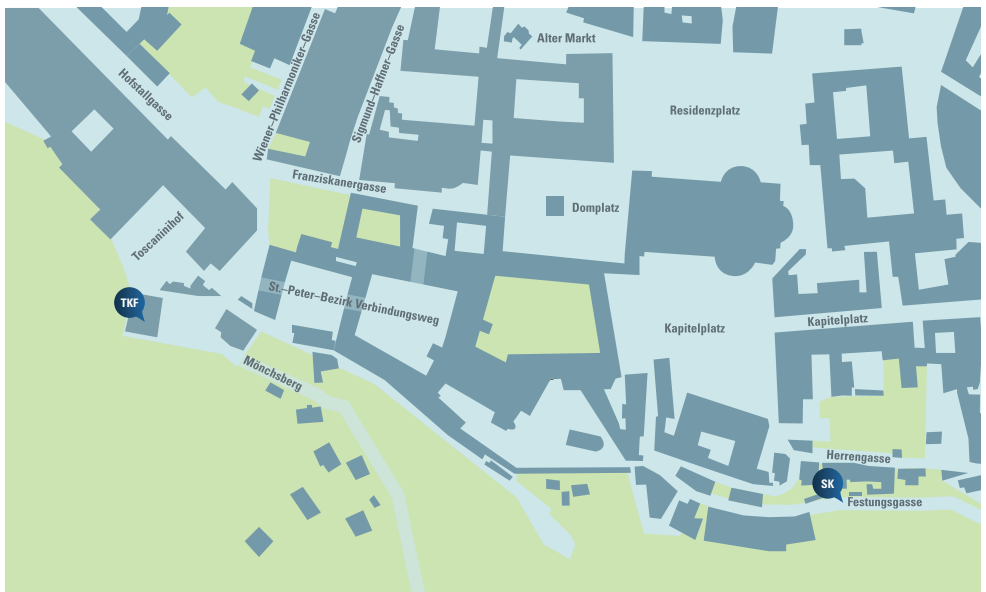 Alter Markt
Wiener–Philharmoniker–Gasse
Sigmund–Haffner–Gasse
Hofstallgasse
Residenzplatz
Franziskanergasse
Domplatz
Toscaninihof
TKF
St.–Peter–Bezirk Verbindungsweg
Kapitelplatz
Kapitelplatz
Mönchsberg
Herrengasse
SK
Festungsgasse